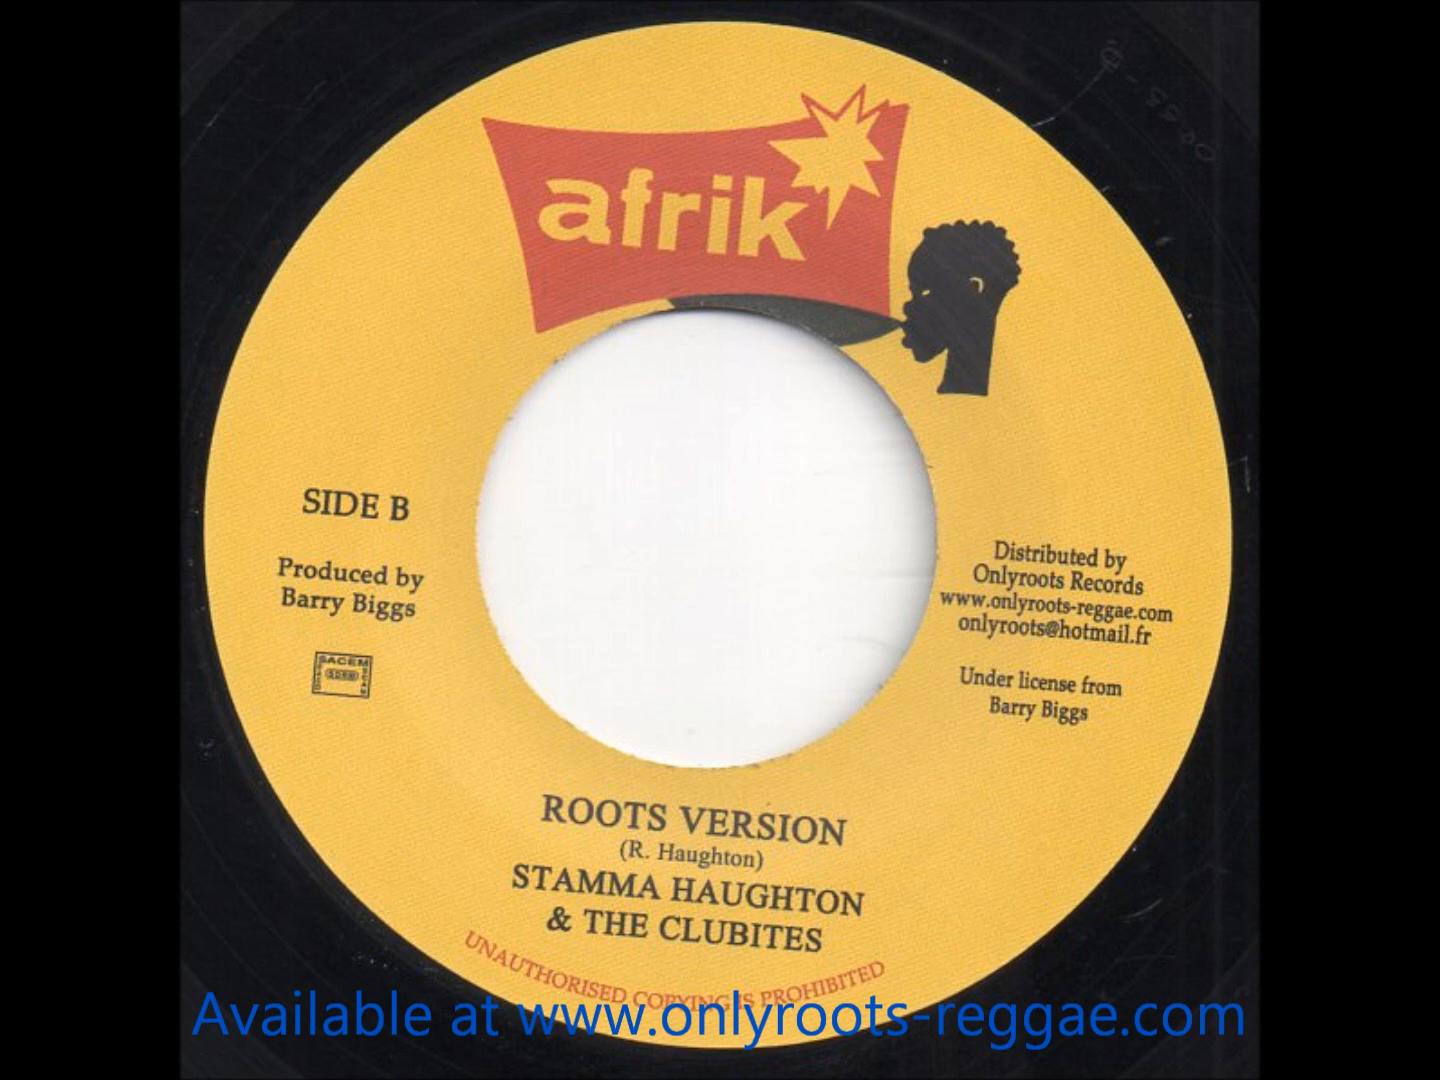 afrik
SIDE B
Produced by
Barry Biggs
SACEM
Distributed by
Onlyroots Records
www.onlyroots-reggae.com
onlyroots@hotmail.fr
Under license from
Barry Biggs
ROOTS VERSION
(R. Haughton)
STAMMA HAUGHTON
& THE CLUBITES
UNAUTHORISED COPYING IS PROHIBITED
Available at www.onlyroots-reggae.com